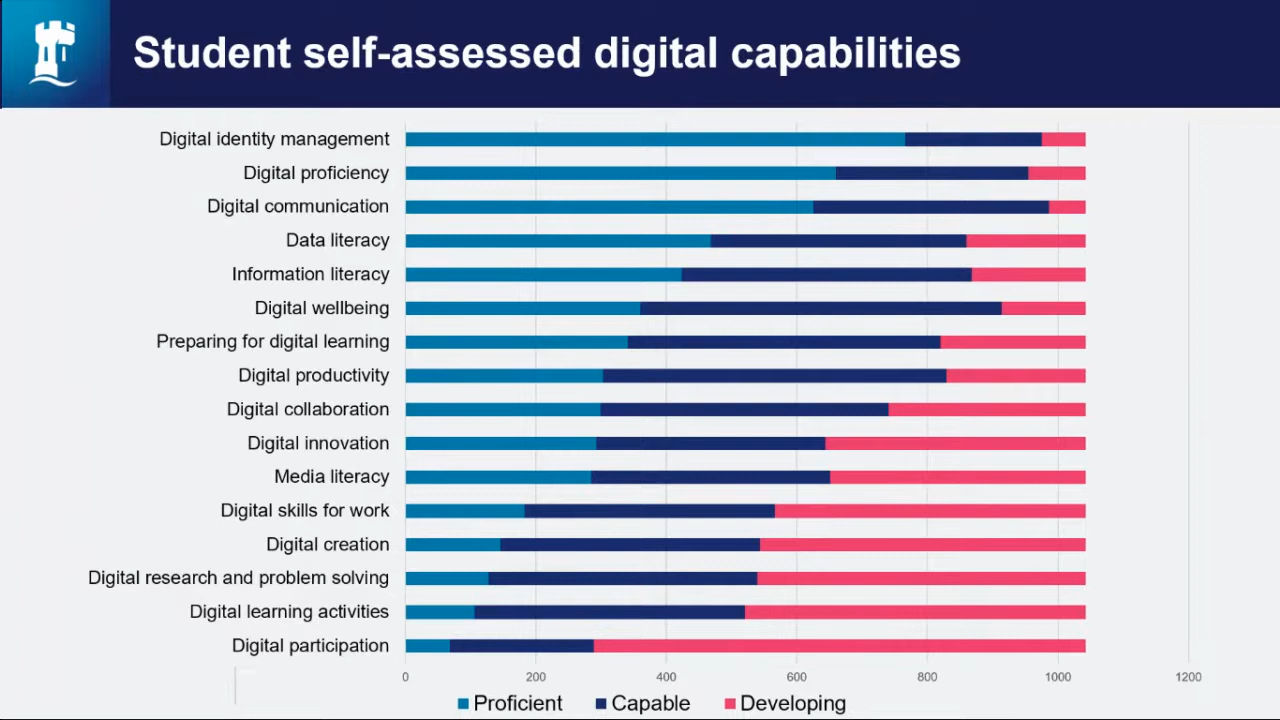 Student self-assessed digital capabilities
Digital identity management
Digital proficiency
Digital communication
Data literacy
Information literacy
Digital wellbeing
Preparing for digital learning
Digital productivity
Digital collaboration
Digital innovation
Media literacy
Digital skills for work
Digital creation
Digital research and problem solving
Digital learning activities
Digital participation
0 200 400 600 800 1000 1200
Proficient Capable Developing